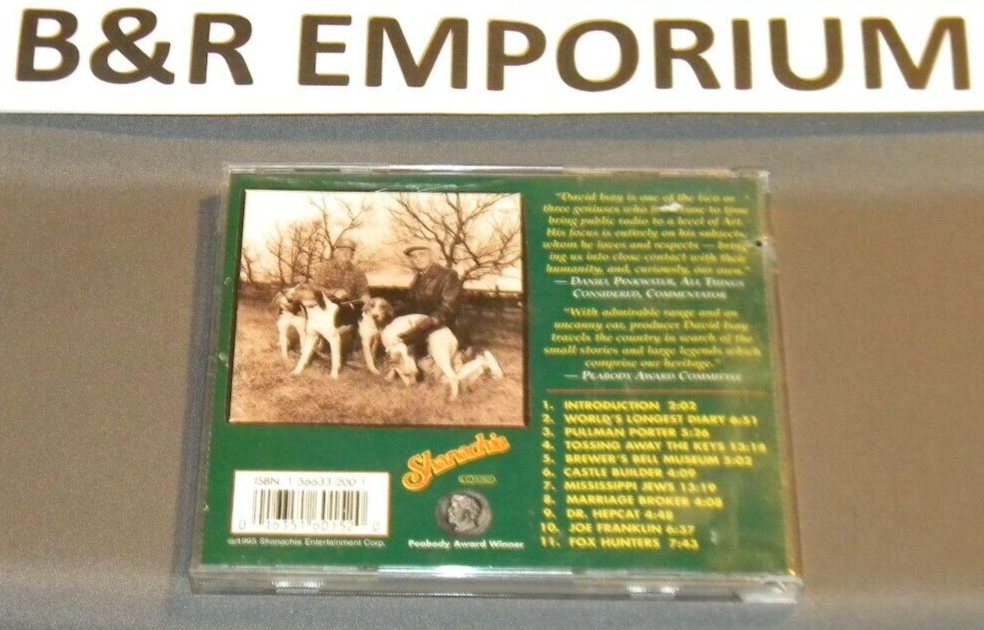 B&R EMPORIUM
"David Isay is one of the two or
three geniuses who from time to time
bring public radio to a level of Art.
His focus is entirely on his subjects,
whom he loves and respects — bring-
ing us into close contact with their
humanity, and, curiously, our own."
— Daniel Pinkwater, All Things
Considered, Commentator
"With admirable range and an
uncanny ear, producer David Isay
travels the country in search of the
small stories and large legends which
comprise our heritage."
— Peabody Award Committee
1. INTRODUCTION 2:02
2. WORLD'S LONGEST DIARY 6:51
3. PULLMAN PORTER 5:26
4. TOSSING AWAY THE KEYS 13:14
5. BREWER'S BELL MUSEUM 5:02
6. CASTLE BUILDER 4:09
7. MISSISSIPPI JEWS 13:19
8. MARRIAGE BROKER 4:08
9. DR. HEPCAT 4:48
10. JOE FRANKLIN 6:37
11. FOX HUNTERS 7:43
Shanachie
ISBN 1 56633 200 1
0 16351 60152 0
©1995 Shanachie Entertainment Corp.
Peabody Award Winner